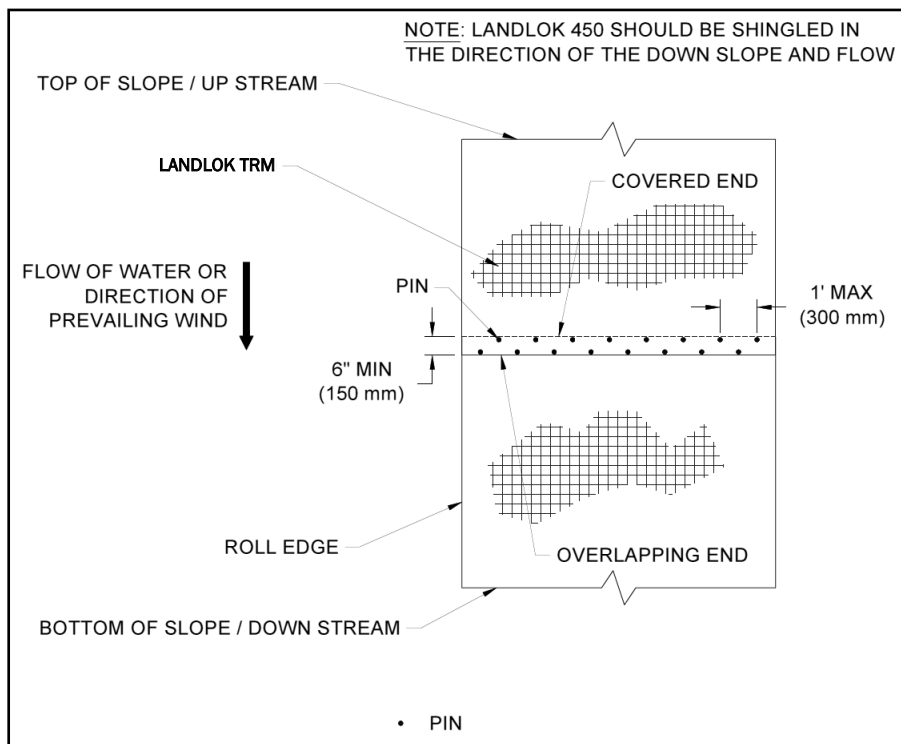 NOTE: LANDLOK 450 SHOULD BE SHINGLED IN
THE DIRECTION OF THE DOWN SLOPE AND FLOW
TOP OF SLOPE / UP STREAM
LANDLOK TRM
COVERED END
FLOW OF WATER OR
DIRECTION OF
PREVAILING WIND
PIN
1' MAX
(300 mm)
6" MIN
(150 mm)
ROLL EDGE
OVERLAPPING END
BOTTOM OF SLOPE / DOWN STREAM
PIN